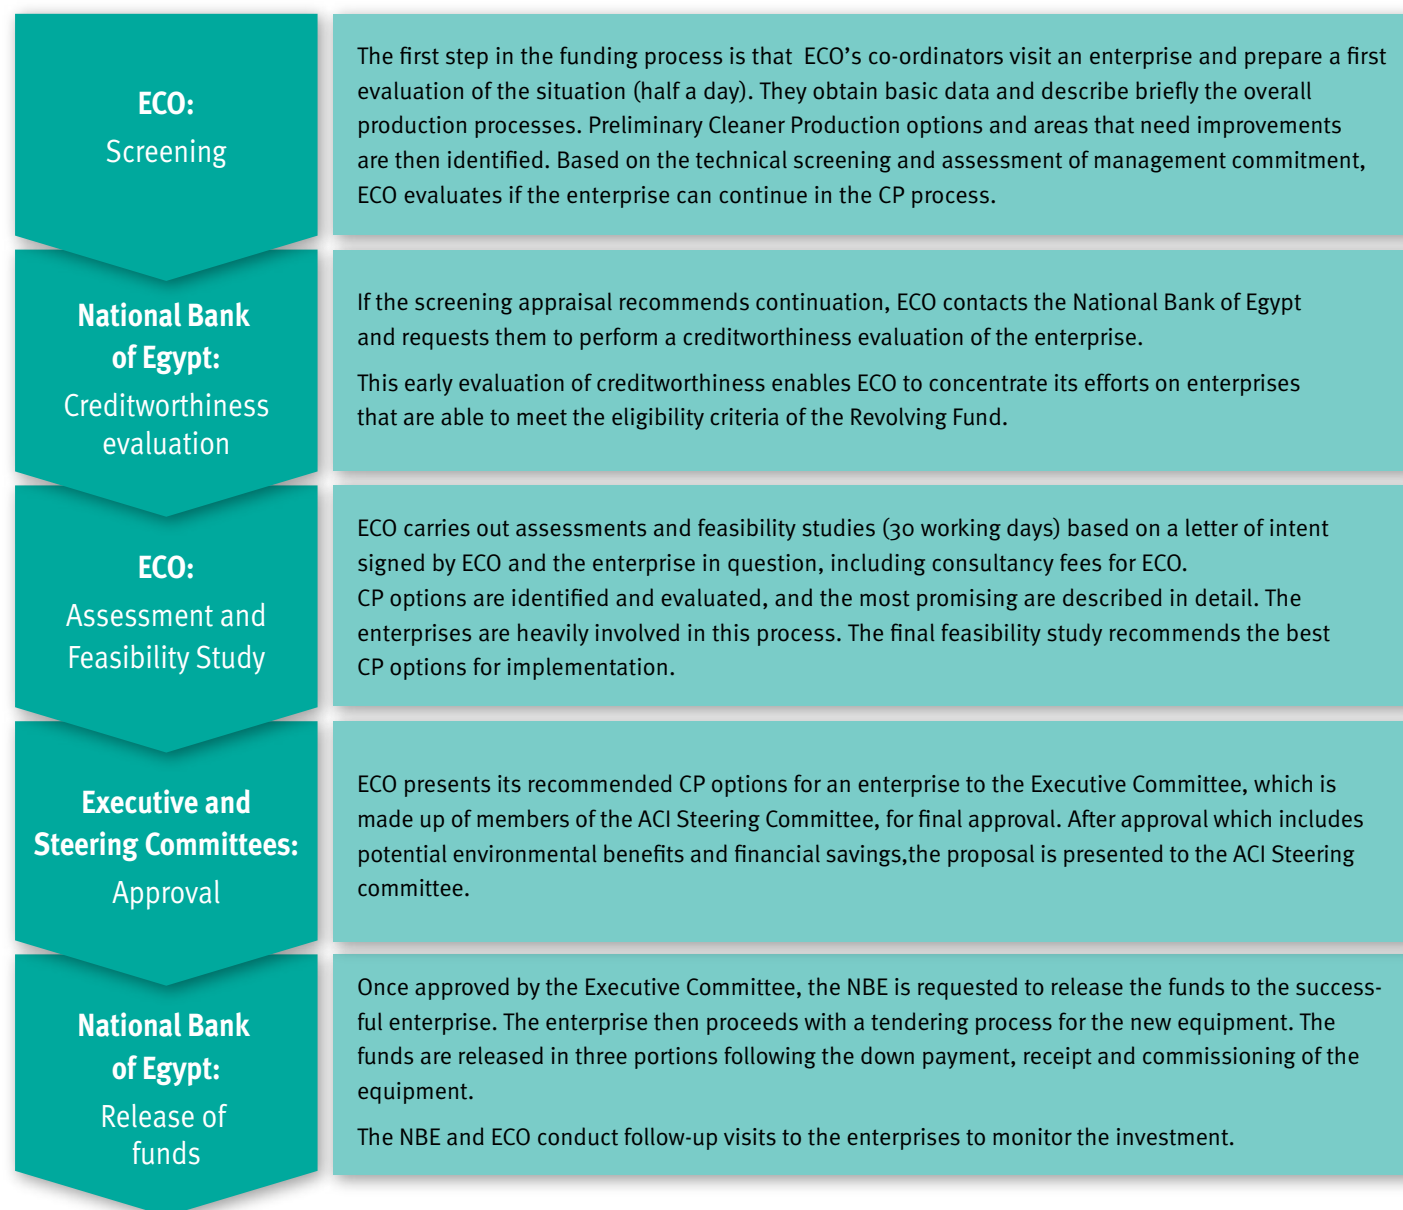 ECO:
Screening
The first step in the funding process is that ECO's co-ordinators visit an enterprise and prepare a first
evaluation of the situation (half a day). They obtain basic data and describe briefly the overall
production processes. Preliminary Cleaner Production options and areas that need improvements
are then identified. Based on the technical screening and assessment of management commitment,
ECO evaluates if the enterprise can continue in the CP process.
National Bank
of Egypt:
Creditworthiness
evaluation
If the screening appraisal recommends continuation, ECO contacts the National Bank of Egypt
and requests them to perform a creditworthiness evaluation of the enterprise.
This early evaluation of creditworthiness enables ECO to concentrate its efforts on enterprises
that are able to meet the eligibility criteria of the Revolving Fund.
ECO:
Assessment and
Feasibility Study
ECO carries out assessments and feasibility studies (30 working days) based on a letter of intent
signed by ECO and the enterprise in question, including consultancy fees for ECO.
CP options are identified and evaluated, and the most promising are described in detail. The
enterprises are heavily involved in this process. The final feasibility study recommends the best
CP options for implementation.
Executive and
Steering Committees:
Approval
ECO presents its recommended CP options for an enterprise to the Executive Committee, which is
made up of members of the ACI Steering Committee, for final approval. After approval which includes
potential environmental benefits and financial savings,the proposal is presented to the ACI Steering
committee.
National Bank
of Egypt:
Release of
funds
Once approved by the Executive Committee, the NBE is requested to release the funds to the success-
ful enterprise. The enterprise then proceeds with a tendering process for the new equipment. The
funds are released in three portions following the down payment, receipt and commissioning of the
equipment.
The NBE and ECO conduct follow-up visits to the enterprises to monitor the investment.